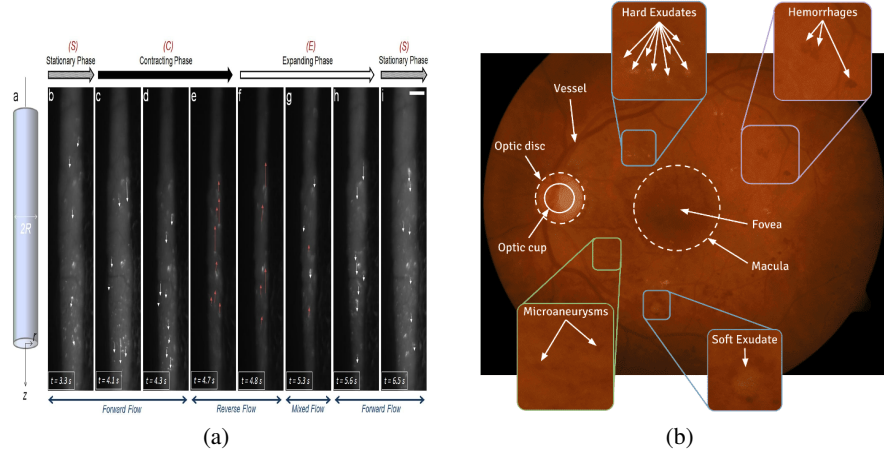 (S)
Stationary Phase
(C)
Contracting Phase
(E)
Expanding Phase
(S)
Stationary Phase
a
b
c
d
e
f
g
h
i
2R
r
z
t = 3.3 s
t = 4.1 s
t = 4.3 s
t = 4.7 s
t = 4.8 s
t = 5.3 s
t = 5.6 s
t = 6.5 s
Forward Flow
Reverse Flow
Mixed Flow
Forward Flow
(a)
Hard Exudates
Hemorrhages
Vessel
Optic disc
Optic cup
Fovea
Macula
Microaneurysms
Soft Exudate
(b)